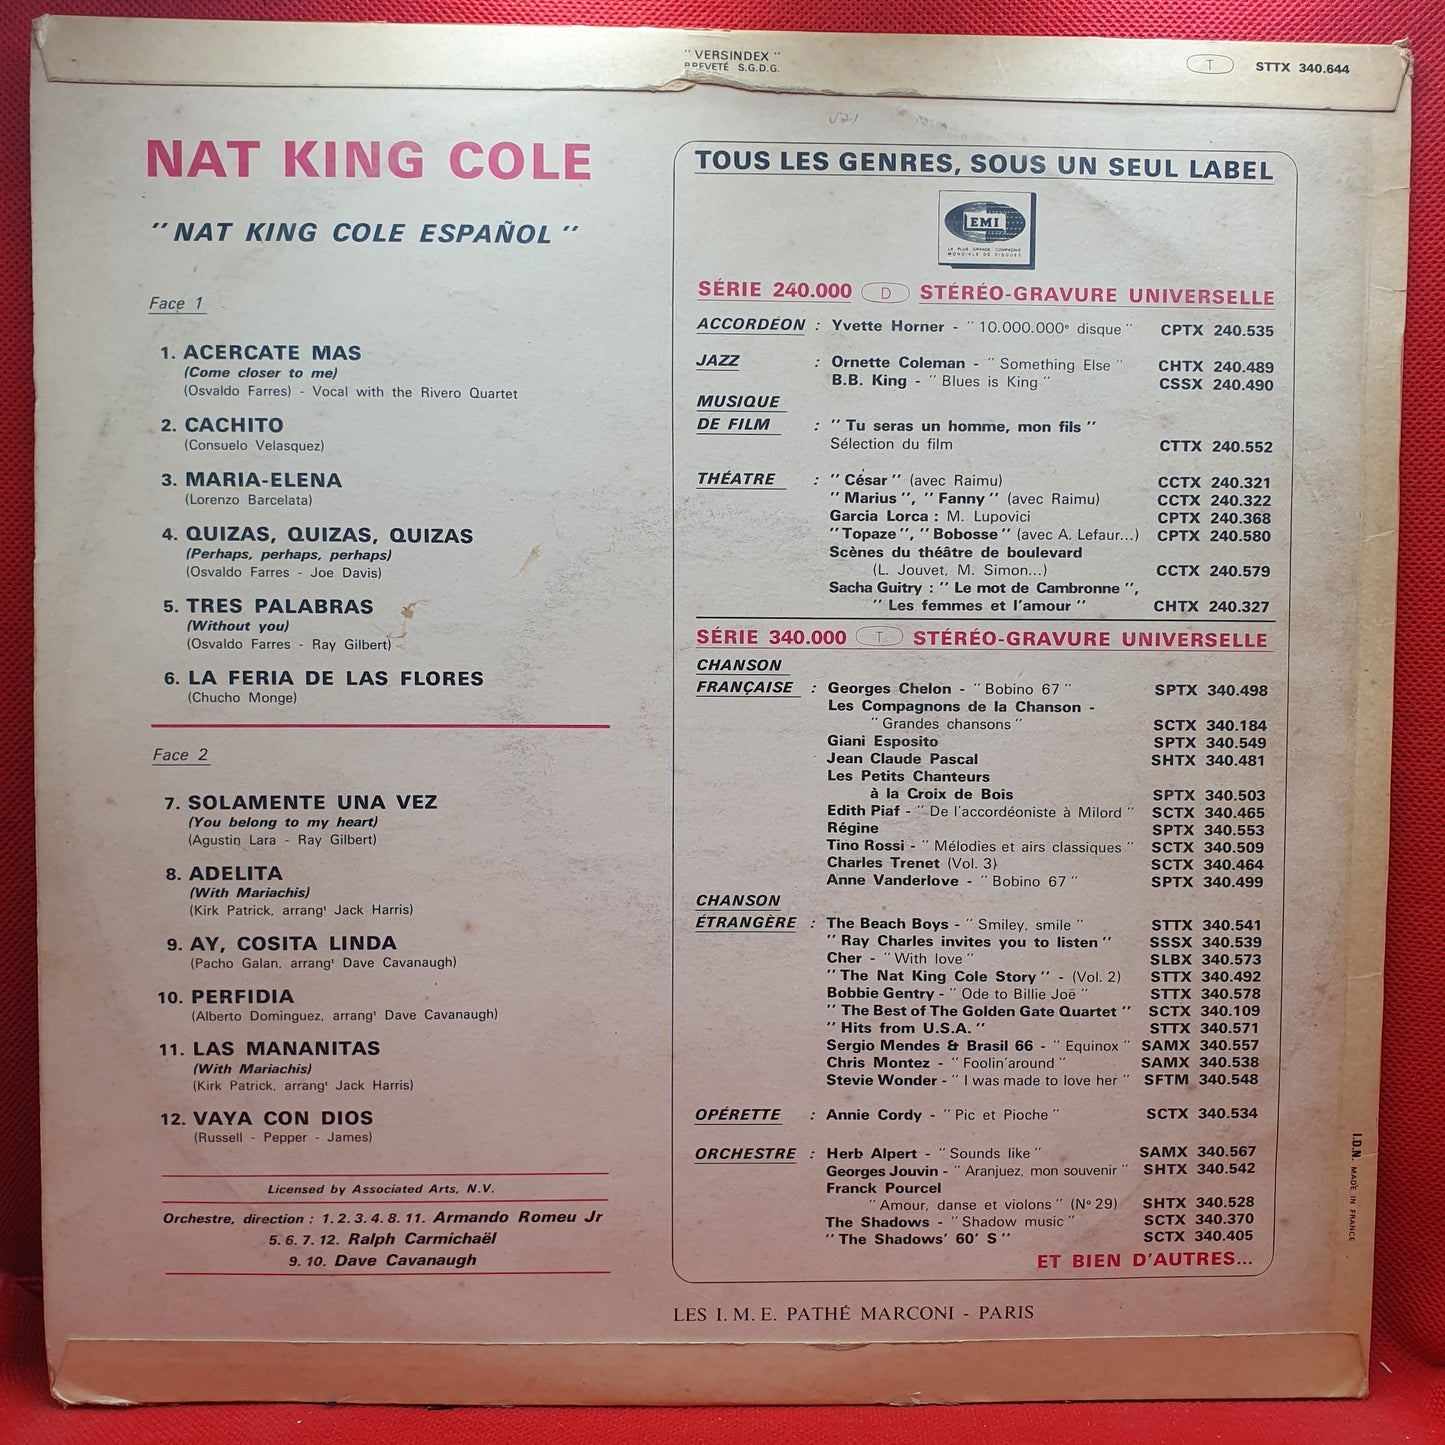 " VERSINDEX "
BREVETÉ S.G.D.G.
T STTX 340.644
NAT KING COLE
" NAT KING COLE ESPAÑOL "
Face 1
1. ACERCATE MAS
(Come closer to me)
(Osvaldo Farres) - Vocal with the Rivero Quartet
2. CACHITO
(Consuelo Velasquez)
3. MARIA-ELENA
(Lorenzo Barcelata)
4. QUIZAS, QUIZAS, QUIZAS
(Perhaps, perhaps, perhaps)
(Osvaldo Farres - Joe Davis)
5. TRES PALABRAS
(Without you)
(Osvaldo Farres - Ray Gilbert)
6. LA FERIA DE LAS FLORES
(Chucho Monge)
Face 2
7. SOLAMENTE UNA VEZ
(You belong to my heart)
(Agustin Lara - Ray Gilbert)
8. ADELITA
(With Mariachis)
(Kirk Patrick, arrangt Jack Harris)
9. AY, COSITA LINDA
(Pacho Galan, arrangt Dave Cavanaugh)
10. PERFIDIA
(Alberto Dominguez, arrangt Dave Cavanaugh)
11. LAS MANANITAS
(With Mariachis)
(Kirk Patrick, arrangt Jack Harris)
12. VAYA CON DIOS
(Russell - Pepper - James)
Licensed by Associated Arts, N.V.
Orchestre, direction : 1. 2. 3. 4. 8. 11. Armando Romeu Jr
5. 6. 7. 12. Ralph Carmichaël
9. 10. Dave Cavanaugh
TOUS LES GENRES, SOUS UN SEUL LABEL
EMI
LA PLUS GRANDE COMPAGNIE
MONDIALE DE DISQUES
SÉRIE 240.000 D STÉRÉO-GRAVURE UNIVERSELLE
ACCORDÉON : Yvette Horner - " 10.000.000e disque " CPTX 240.535
JAZZ : Ornette Coleman - " Something Else " CHTX 240.489
B.B. King - " Blues is King " CSSX 240.490
MUSIQUE
DE FILM : " Tu seras un homme, mon fils "
Sélection du film CTTX 240.552
THÉATRE : " César " (avec Raimu) CCTX 240.321
" Marius ", " Fanny " (avec Raimu) CCTX 240.322
Garcia Lorca : M. Lupovici CPTX 240.368
" Topaze ", " Bobosse " (avec A. Lefaur...) CPTX 240.580
Scènes du théâtre de boulevard
(L. Jouvet, M. Simon...) CCTX 240.579
Sacha Guitry : " Le mot de Cambronne ",
" Les femmes et l'amour " CHTX 240.327
SÉRIE 340.000 T STÉRÉO-GRAVURE UNIVERSELLE
CHANSON
FRANÇAISE : Georges Chelon - " Bobino 67 " SPTX 340.498
Les Compagnons de la Chanson -
" Grandes chansons " SCTX 340.184
Giani Esposito SPTX 340.549
Jean Claude Pascal SHTX 340.481
Les Petits Chanteurs
à la Croix de Bois SPTX 340.503
Edith Piaf - " De l'accordéoniste à Milord " SCTX 340.465
Régine SPTX 340.553
Tino Rossi - " Mélodies et airs classiques " SCTX 340.509
Charles Trenet (Vol. 3) SCTX 340.464
Anne Vanderlove - " Bobino 67 " SPTX 340.499
CHANSON
ÉTRANGÈRE : The Beach Boys - " Smiley, smile " STTX 340.541
" Ray Charles invites you to listen " SSSX 340.539
Cher - " With love " SLBX 340.573
" The Nat King Cole Story " - (Vol. 2) STTX 340.492
Bobbie Gentry - " Ode to Billie Joë " STTX 340.578
" The Best of The Golden Gate Quartet " SCTX 340.109
" Hits from U.S.A. " STTX 340.571
Sergio Mendes & Brasil 66 - " Equinox " SAMX 340.557
Chris Montez - " Foolin'around " SAMX 340.538
Stevie Wonder - " I was made to love her " SFTM 340.548
OPÉRETTE : Annie Cordy - " Pic et Pioche " SCTX 340.534
ORCHESTRE : Herb Alpert - " Sounds like " SAMX 340.567
Georges Jouvin - " Aranjuez, mon souvenir " SHTX 340.542
Franck Pourcel
" Amour, danse et violons " (No 29) SHTX 340.528
The Shadows - " Shadow music " SCTX 340.370
" The Shadows' 60' S " SCTX 340.405
ET BIEN D'AUTRES...
LES I. M. E. PATHÉ MARCONI - PARIS
I.D.N. MADE IN FRANCE